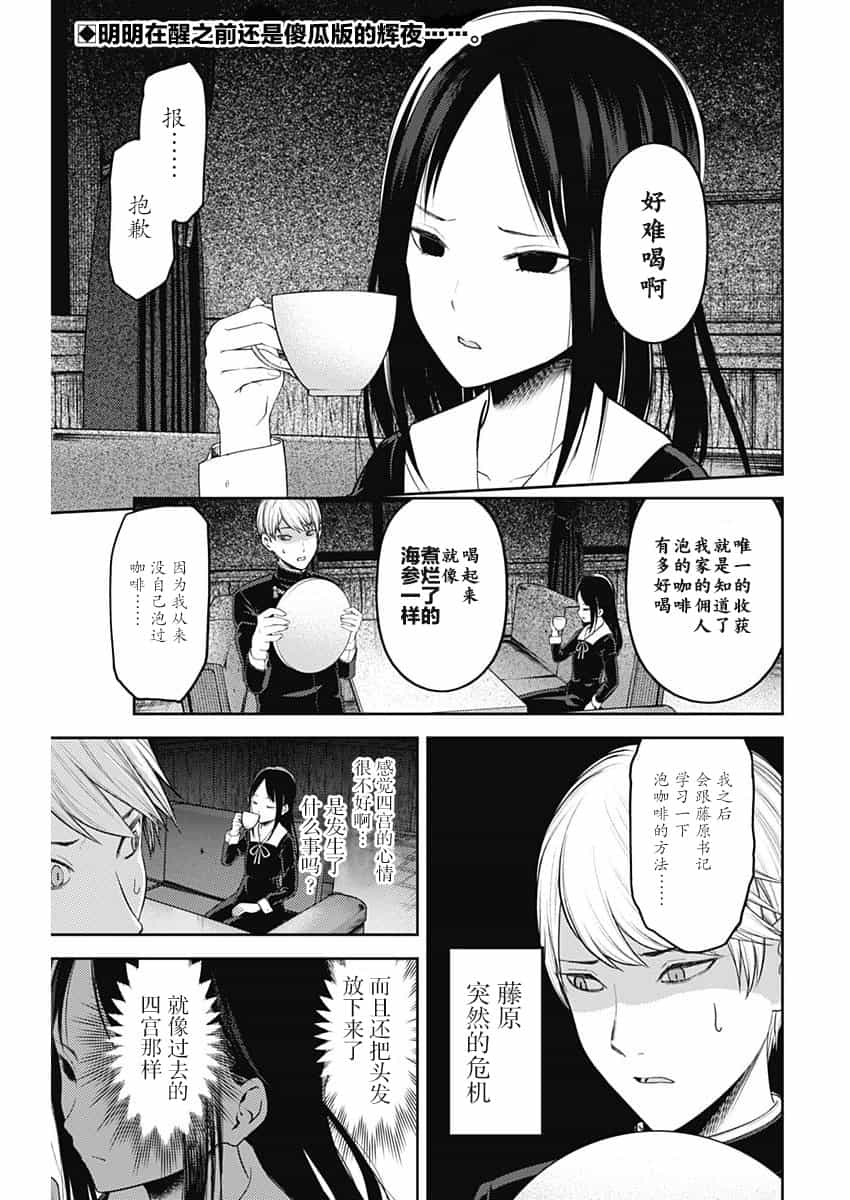 明明在醒之前还是傻瓜版的辉夜……。
好难喝啊
报……
抱歉
唯一的收获
就是知道了
我家的佣人
泡的咖啡
有多好喝
喝起来
就像
煮烂了的
海参一样
因为我从来
没自己泡过
咖啡……
我之后
会跟藤原书记
学习一下
泡咖啡的方法……
藤原
突然的危机
感觉四宫的心情
很不好啊…
是发生了
什么事吗?
而且还把头发
放下来了
就像过去的
四宫那样